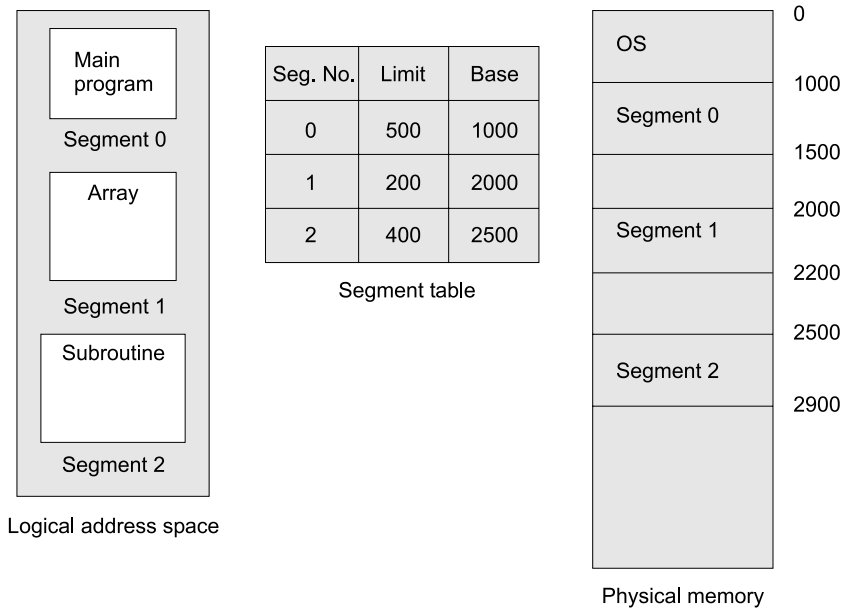 Main
program
Segment 0
Array
Segment 1
Subroutine
Segment 2
Logical address space
Seg. No. Limit Base
0 500 1000
1 200 2000
2 400 2500
Segment table
0
OS
1000
Segment 0
1500
2000
Segment 1
2200
2500
Segment 2
2900
Physical memory